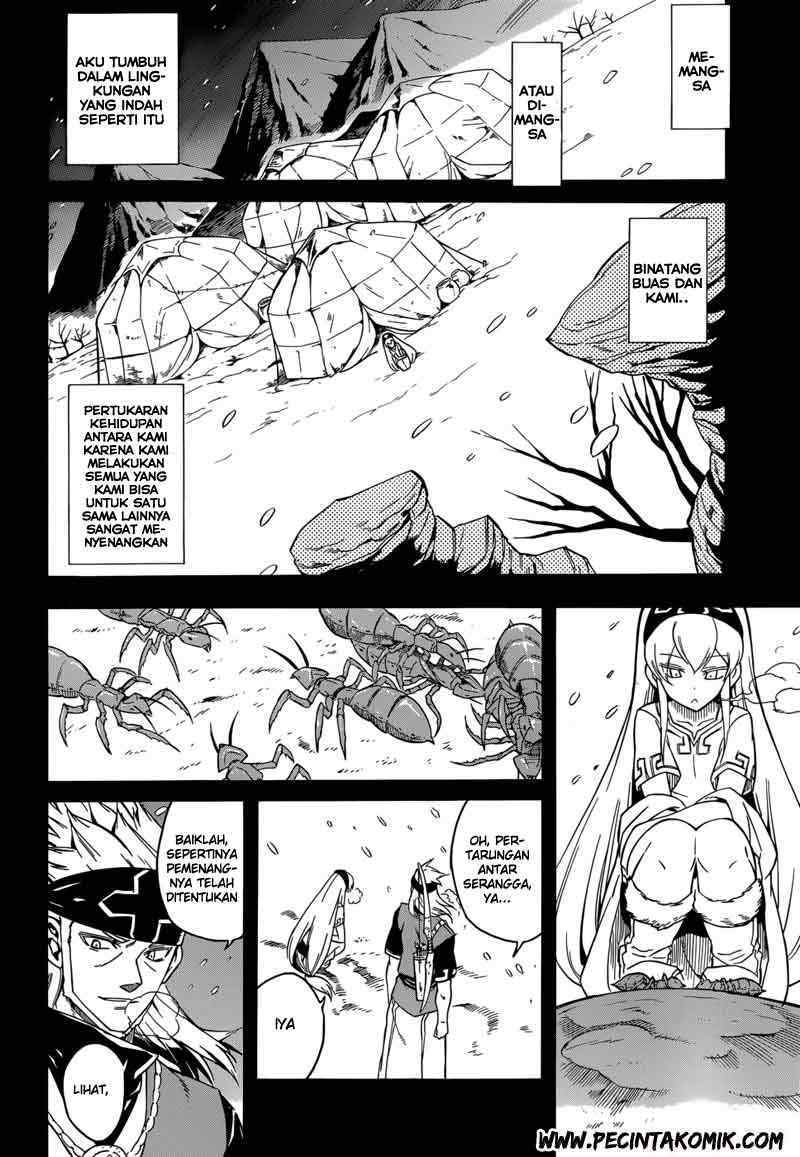 ME-
MANG-
SA
ATAU
DI-
MANG-
SA
AKU TUMBUH
DALAM LING-
KUNGAN
YANG INDAH
SEPERTI ITU
BINATANG
BUAS DAN
KAMI..
PERTUKARAN
KEHIDUPAN
ANTARA KAMI
KARENA KAMI
MELAKUKAN
SEMUA YANG
KAMI BISA
UNTUK SATU
SAMA LAINNYA
SANGAT ME-
NYENANGKAN
OH, PER-
TARUNGAN
ANTAR
SERANGGA,
YA...
IYA
BAIKLAH,
SEPERTINYA
PEMENANG-
NYA TELAH
DITENTUKAN
LIHAT,
WWW.PECINTAKOMIK.COM